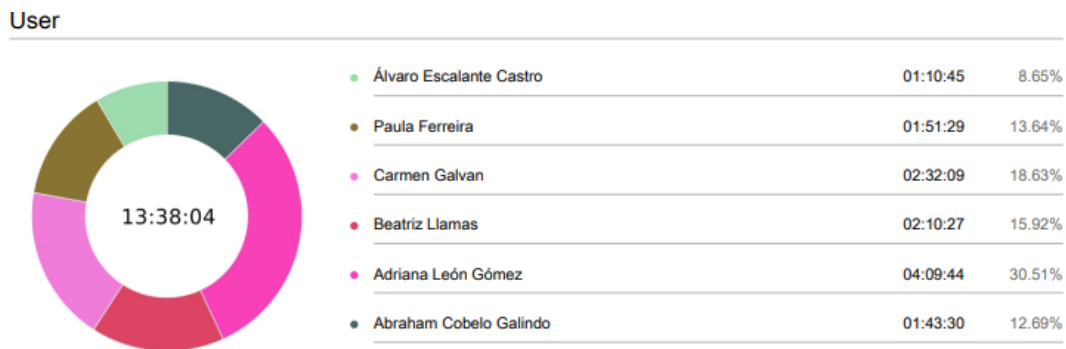 User
Álvaro Escalante Castro 01:10:45 8.65%
Paula Ferreira 01:51:29 13.64%
Carmen Galvan 02:32:09 18.63%
13:38:04
Beatriz Llamas 02:10:27 15.92%
Adriana León Gómez 04:09:44 30.51%
Abraham Cobelo Galindo 01:43:30 12.69%